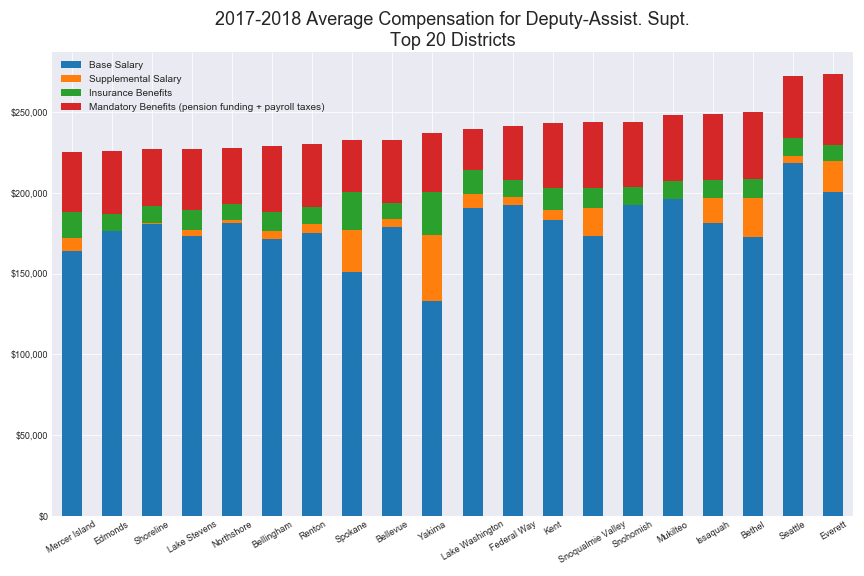 2017-2018 Average Compensation for Deputy-Assist. Supt.
Top 20 Districts
Base Salary
Supplemental Salary
Insurance Benefits
Mandatory Benefits (pension funding + payroll taxes)
$250,000
$200,000
$150,000
$100,000
$50,000
$0
Mercer Island
Edmonds
Shoreline
Lake Stevens
Northshore
Bellingham
Renton
Spokane
Bellevue
Yakima
Lake Washington
Federal Way
Kent
Snoqualmie Valley
Snohomish
Mukilteo
Issaquah
Bethel
Seattle
Everett